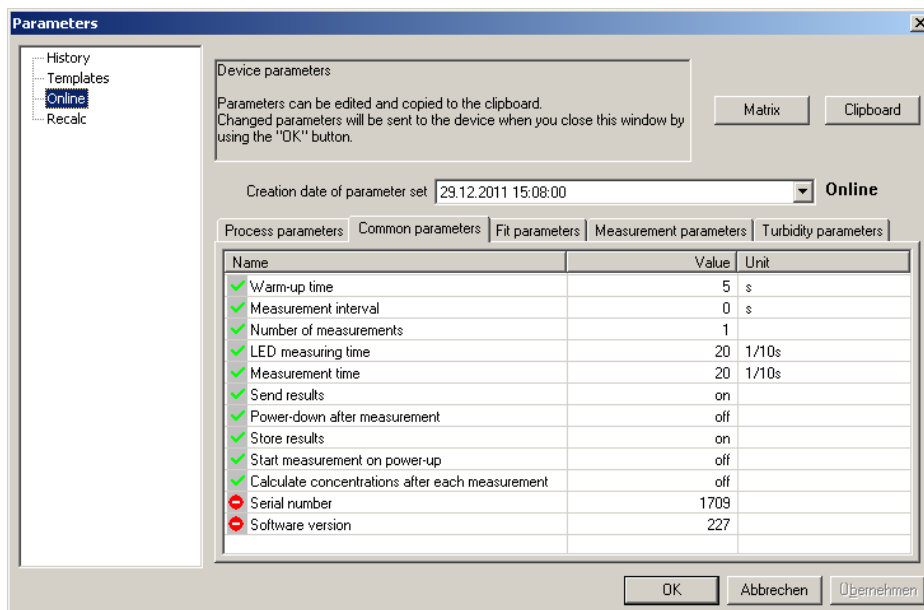 Parameters
History
Templates
Online
Recalc
Device parameters
Parameters can be edited and copied to the clipboard.
Changed parameters will be sent to the device when you close this window by
using the "OK" button.
Matrix
Clipboard
Creation date of parameter set 29.12.2011 15:08:00 Online
Process parameters Common parameters Fit parameters Measurement parameters Turbidity parameters
Name Value Unit
Warm-up time 5 s
Measurement interval 0 s
Number of measurements 1
LED measuring time 20 1/10s
Measurement time 20 1/10s
Send results on
Power-down after measurement off
Store results on
Start measurement on power-up off
Calculate concentrations after each measurement off
Serial number 1709
Software version 227
OK Abbrechen Übernehmen